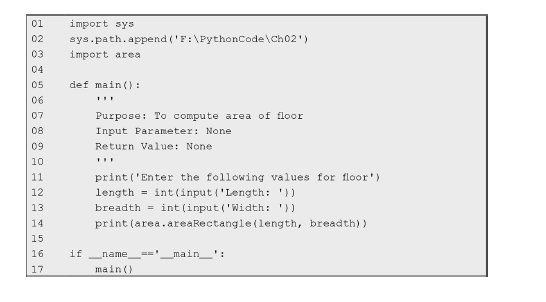 01 import sys
02 sys.path.append('F:\PythonCode\Ch02')
03 import area
04
05 def main():
06 '''
07 Purpose: To compute area of floor
08 Input Parameter: None
09 Return Value: None
10 '''
11 print('Enter the following values for floor')
12 length = int(input('Length: '))
13 breadth = int(input('Width: '))
14 print(area.areaRectangle(length, breadth))
15
16 if __name__=='__main__':
17 main()